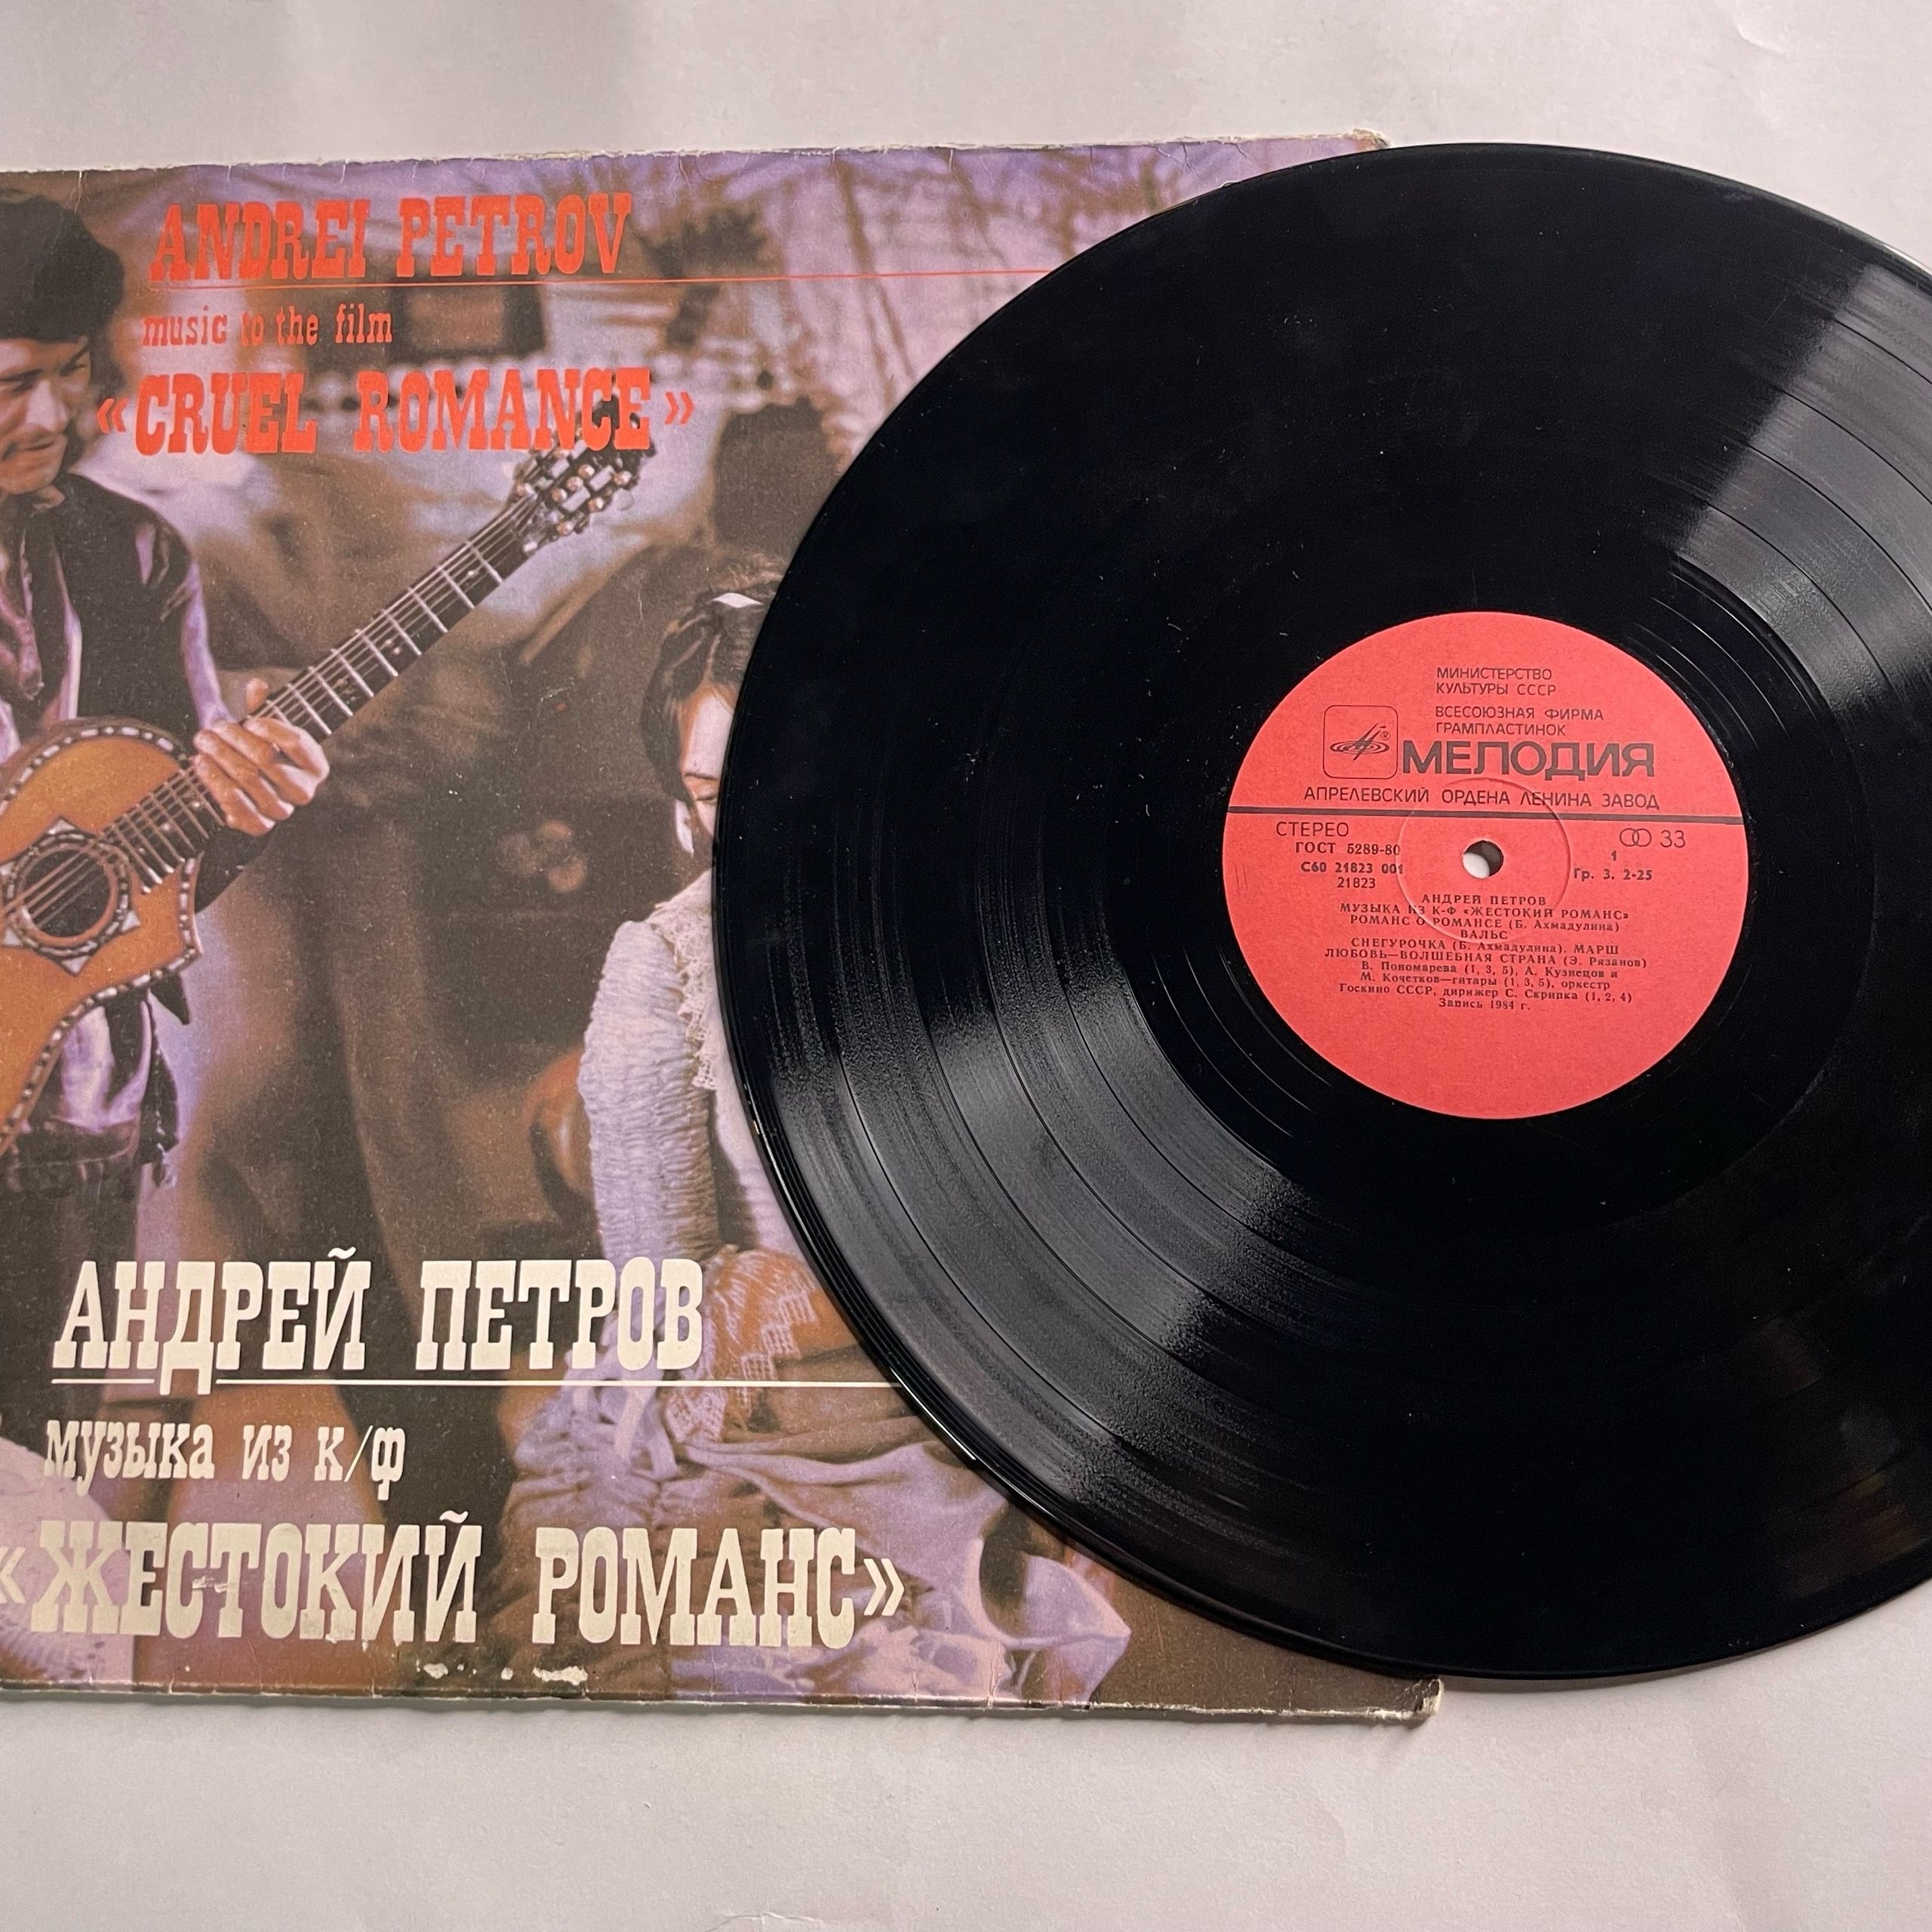 ANDREI PETROV
music to the film
«CRUEL ROMANCE»
АНДРЕЙ ПЕТРОВ
музыка из к/ф
«ЖЕСТОКИЙ РОМАНС»
МИНИСТЕРСТВО
КУЛЬТУРЫ СССР
ВСЕСОЮЗНАЯ ФИРМА
ГРАМПЛАСТИНОК
® МЕЛОДИЯ
АПРЕЛЕВСКИЙ ОРДЕНА ЛЕНИНА ЗАВОД
СТЕРЕО 33
ГОСТ 5289-80 1
С60 21823 001 Гр. 3. 2-25
21823
АНДРЕЙ ПЕТРОВ
МУЗЫКА ИЗ К-Ф «ЖЕСТОКИЙ РОМАНС»
РОМАНС О РОМАНСЕ (Б. Ахмадулина)
ВАЛЬС
СНЕГУРОЧКА (Б. Ахмадулина). МАРШ
ЛЮБОВЬ—ВОЛШЕБНАЯ СТРАНА (Э. Рязанов)
В. Пономарева (1, 3, 5), А. Кузнецов и
М. Кочетков—гитары (1, 3, 5), оркестр
Госкино СССР, дирижер С. Скрипка (1, 2, 4)
Запись 1984 г.